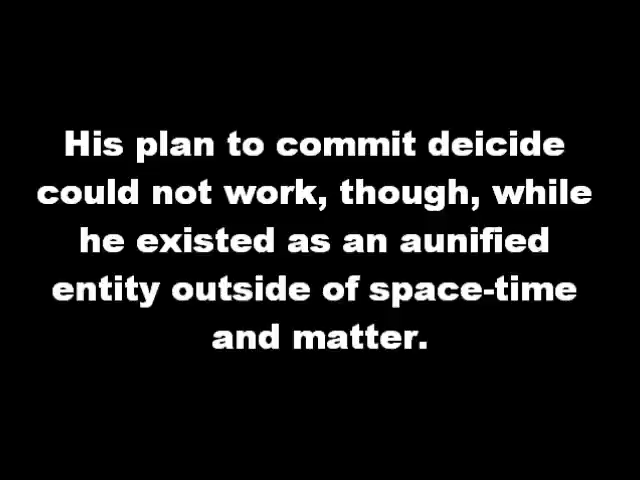 His plan to commit deicide
could not work, though, while
he existed as an aunified
entity outside of space-time
and matter.